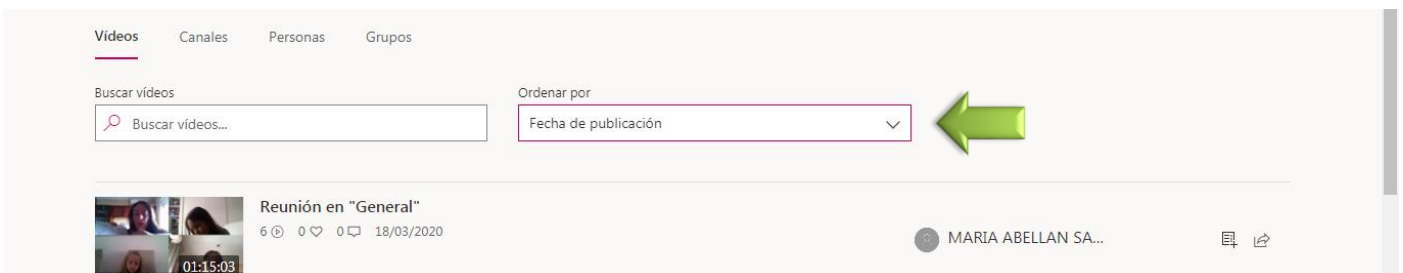 Vídeos Canales Personas Grupos
Buscar vídeos Ordenar por
Buscar vídeos... Fecha de publicación
Reunión en "General"
6 0 0 18/03/2020 MARIA ABELLAN SA...
01:15:03